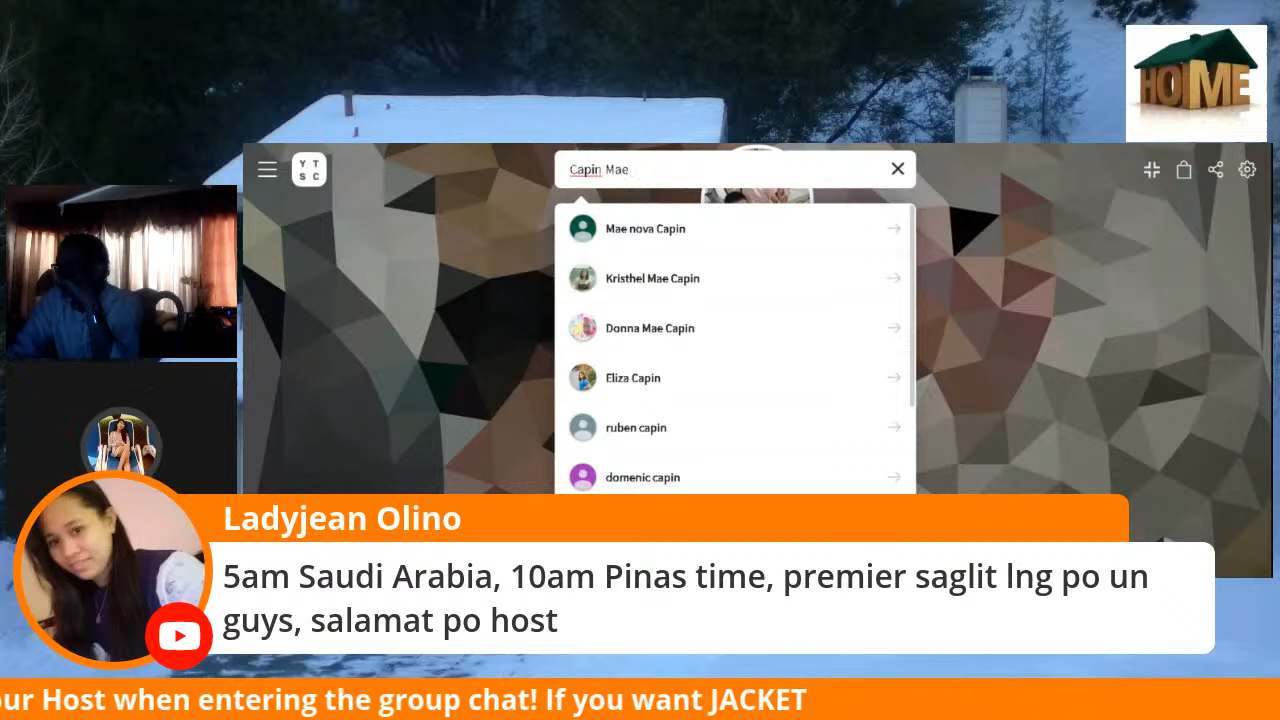 HOME
Y T
S C
Capin Mae
Mae nova Capin
Kristhel Mae Capin
Donna Mae Capin
Eliza Capin
ruben capin
domenic capin
Ladyjean Olino
5am Saudi Arabia, 10am Pinas time, premier saglit lng po un
guys, salamat po host
our Host when entering the group chat! If you want JACKET